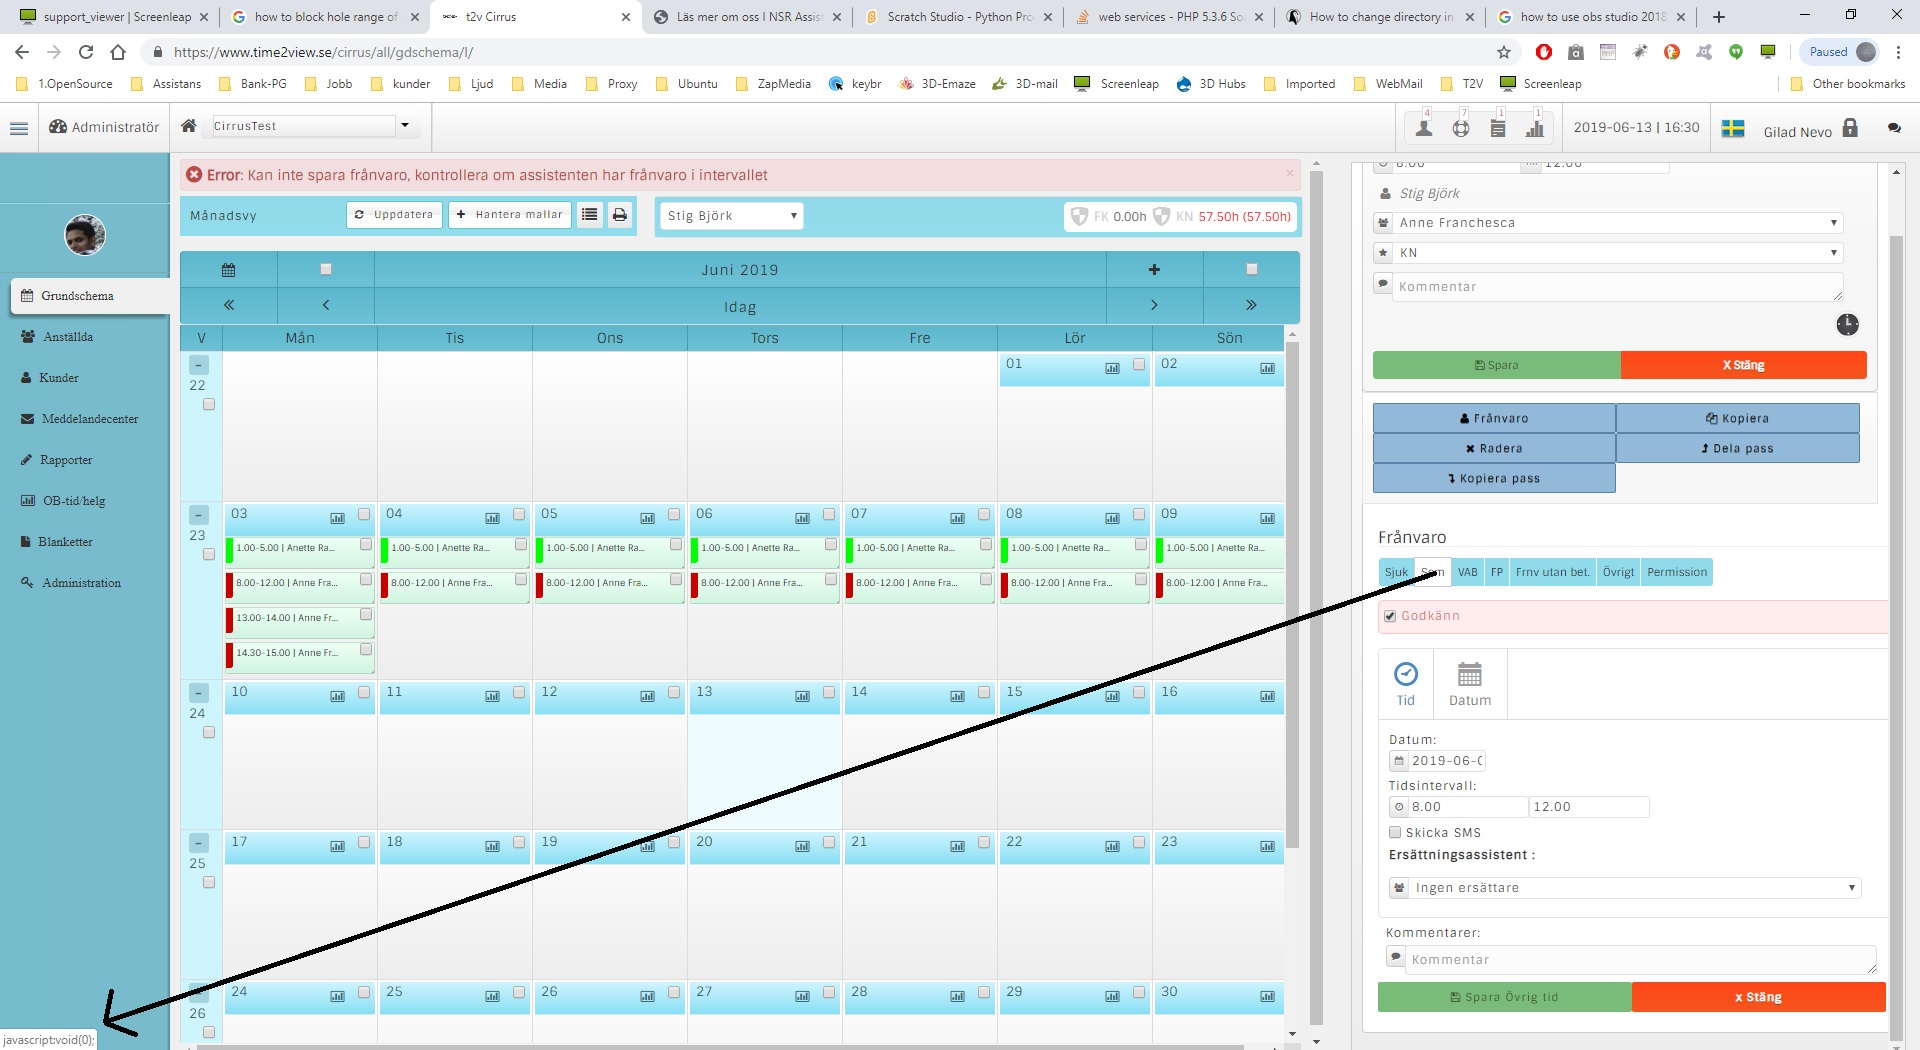 support_viewer | Screenleap
how to block hole range of
t2v Cirrus
Läs mer om oss I NSR Assist
Scratch Studio - Python Pro
web services - PHP 5.3.6 So
How to change directory in
how to use obs studio 2018
https://www.time2view.se/cirrus/all/gdschema/l/
Paused
1.OpenSource
Assistans
Bank-PG
Jobb
kunder
Ljud
Media
Proxy
Ubuntu
ZapMedia
keybr
3D-Emaze
3D-mail
Screenleap
3D Hubs
Imported
WebMail
T2V
Screenleap
Other bookmarks
Administratör
CirrusTest
4
7
1
1
2019-06-13 | 16:30
Gilad Nevo
Error: Kan inte spara frånvaro, kontrollera om assistenten har frånvaro i intervallet
×
Månadsvy
Uppdatera
Hantera mallar
Stig Björk
FK 0.00h KN 57.50h (57.50h)
Grundschema
Anställda
Kunder
Meddelandecenter
Rapporter
OB-tid/helg
Blanketter
Administration
Juni 2019
Idag
V Mån Tis Ons Tors Fre Lör Sön
22
01 02
23
03 04 05 06 07 08 09
1.00-5.00 | Anette Ra...
1.00-5.00 | Anette Ra...
1.00-5.00 | Anette Ra...
1.00-5.00 | Anette Ra...
1.00-5.00 | Anette Ra...
1.00-5.00 | Anette Ra...
1.00-5.00 | Anette Ra...
8.00-12.00 | Anne Fra...
8.00-12.00 | Anne Fra...
8.00-12.00 | Anne Fra...
8.00-12.00 | Anne Fra...
8.00-12.00 | Anne Fra...
8.00-12.00 | Anne Fra...
8.00-12.00 | Anne Fra...
13.00-14.00 | Anne Fr...
14.30-15.00 | Anne Fr...
24
10 11 12 13 14 15 16
25
17 18 19 20 21 22 23
26
24 25 26 27 28 29 30
javascript:void(0);
8.00
12.00
Stig Björk
Anne Franchesca
KN
Kommentar
Spara
X Stäng
Frånvaro
Kopiera
Radera
Dela pass
Kopiera pass
Frånvaro
Sjuk Sem VAB FP Frnv utan bet. Övrigt Permission
Godkänn
Tid
Datum
Datum:
2019-06-0
Tidsintervall:
8.00
12.00
Skicka SMS
Ersättningsassistent :
Ingen ersättare
Kommentarer:
Kommentar
Spara Övrig tid
x Stäng